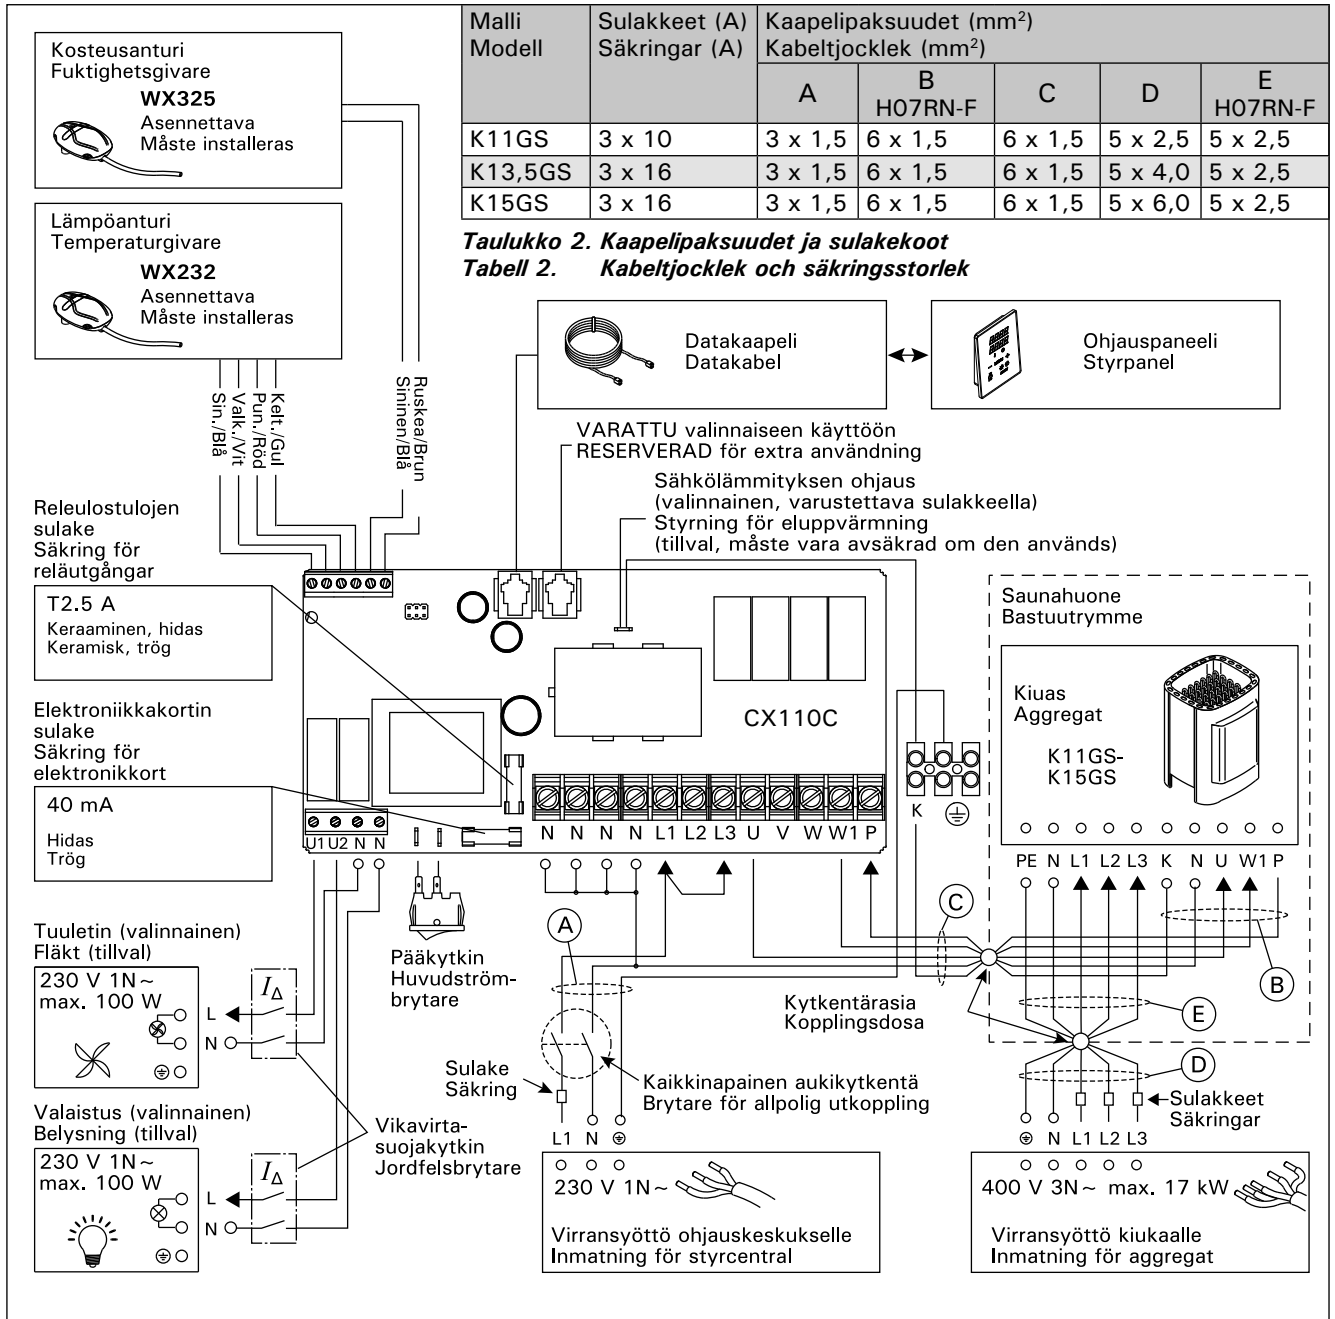 Malli
Modell
Sulakkeet (A)
Säkringar (A)
Kaapelipaksuudet (mm²)
Kabeltjocklek (mm²)
A
B
H07RN-F
C
D
E
H07RN-F
K11GS 3 x 10 3 x 1,5 6 x 1,5 6 x 1,5 5 x 2,5 5 x 2,5
K13,5GS 3 x 16 3 x 1,5 6 x 1,5 6 x 1,5 5 x 4,0 5 x 2,5
K15GS 3 x 16 3 x 1,5 6 x 1,5 6 x 1,5 5 x 6,0 5 x 2,5
Taulukko 2. Kaapelipaksuudet ja sulakekoot
Tabell 2. Kabeltjocklek och säkringsstorlek
Kosteusanturi
Fuktighetsgivare
WX325
Asennettava
Måste installeras
Lämpöanturi
Temperaturgivare
WX232
Asennettava
Måste installeras
Sin./Blå
Valk./Vit
Pun./Röd
Kelt./Gul
Sininen/Blå
Ruskea/Brun
Datakaapeli
Datakabel
Ohjauspaneeli
Styrpanel
VARATTU valinnaiseen käyttöön
RESERVERAD för extra användning
Sähkölämmityksen ohjaus
(valinnainen, varustettava sulakkeella)
Styrning för eluppvärmning
(tillval, måste vara avsäkrad om den används)
Releulostulojen
sulake
Säkring för
reläutgångar
T2.5 A
Keraaminen, hidas
Keramisk, trög
Elektroniikkakortin
sulake
Säkring för
elektronikkort
40 mA
Hidas
Trög
CX110C
U1 U2 N N
N N N N L1 L2 L3 U V W W1 P
K
Saunahuone
Bastuutrymme
Kiuas
Aggregat
K11GS-
K15GS
PE N L1 L2 L3 K N U W1 P
A
C
B
E
D
Pääkytkin
Huvudström-
brytare
Tuuletin (valinnainen)
Fläkt (tillval)
230 V 1N~
max. 100 W
L
N
I∆
Valaistus (valinnainen)
Belysning (tillval)
230 V 1N~
max. 100 W
L
N
I∆
Vikavirta-
suojakytkin
Jordfelsbrytare
Kytkentärasia
Kopplingsdosa
Sulake
Säkring
Kaikkinapainen aukikytkentä
Brytare för allpolig utkoppling
L1 N
230 V 1N~
Virransyöttö ohjauskeskukselle
Inmatning för styrcentral
Sulakkeet
Säkringar
N L1 L2 L3
400 V 3N~ max. 17 kW
Virransyöttö kiukaalle
Inmatning för aggregat